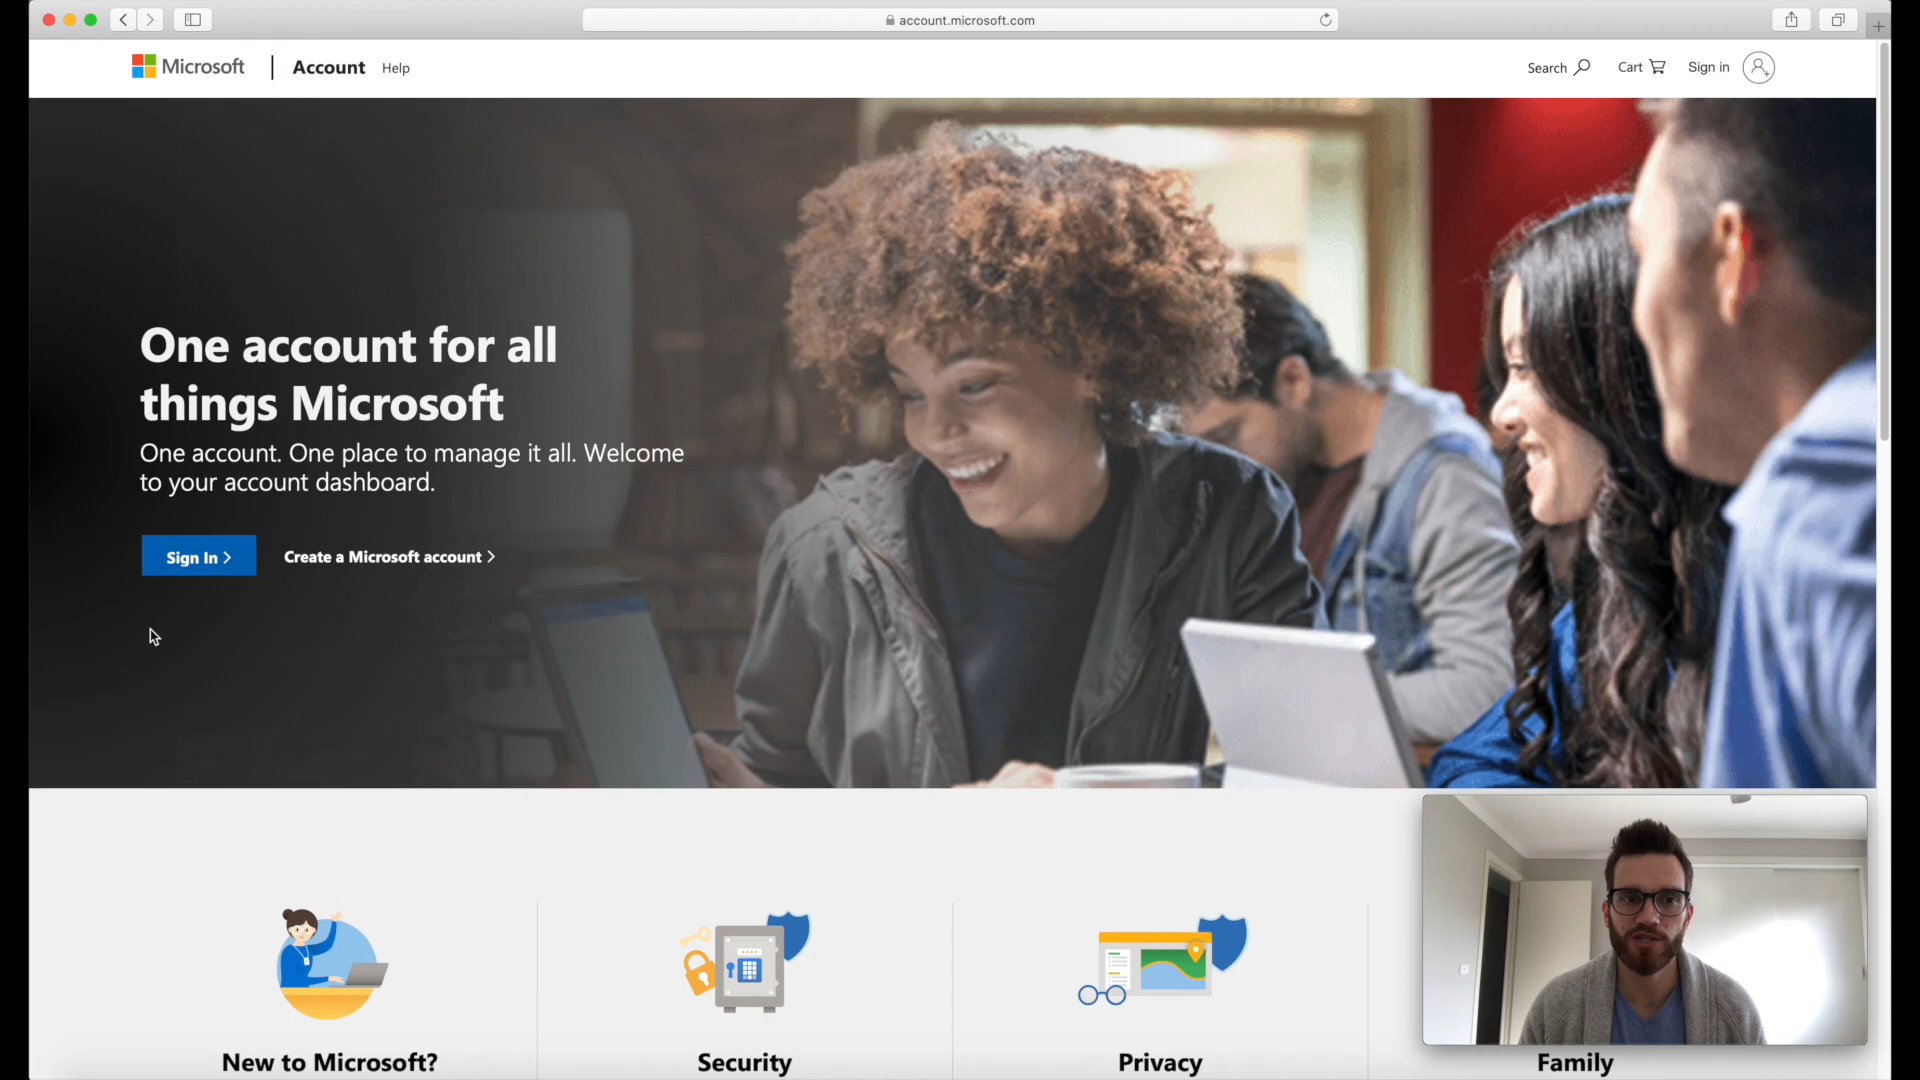 account.microsoft.com
Microsoft
Account
Help
Search
Cart
Sign in
One account for all
things Microsoft
One account. One place to manage it all. Welcome
to your account dashboard.
Sign In
Create a Microsoft account
New to Microsoft?
Security
Privacy
Family